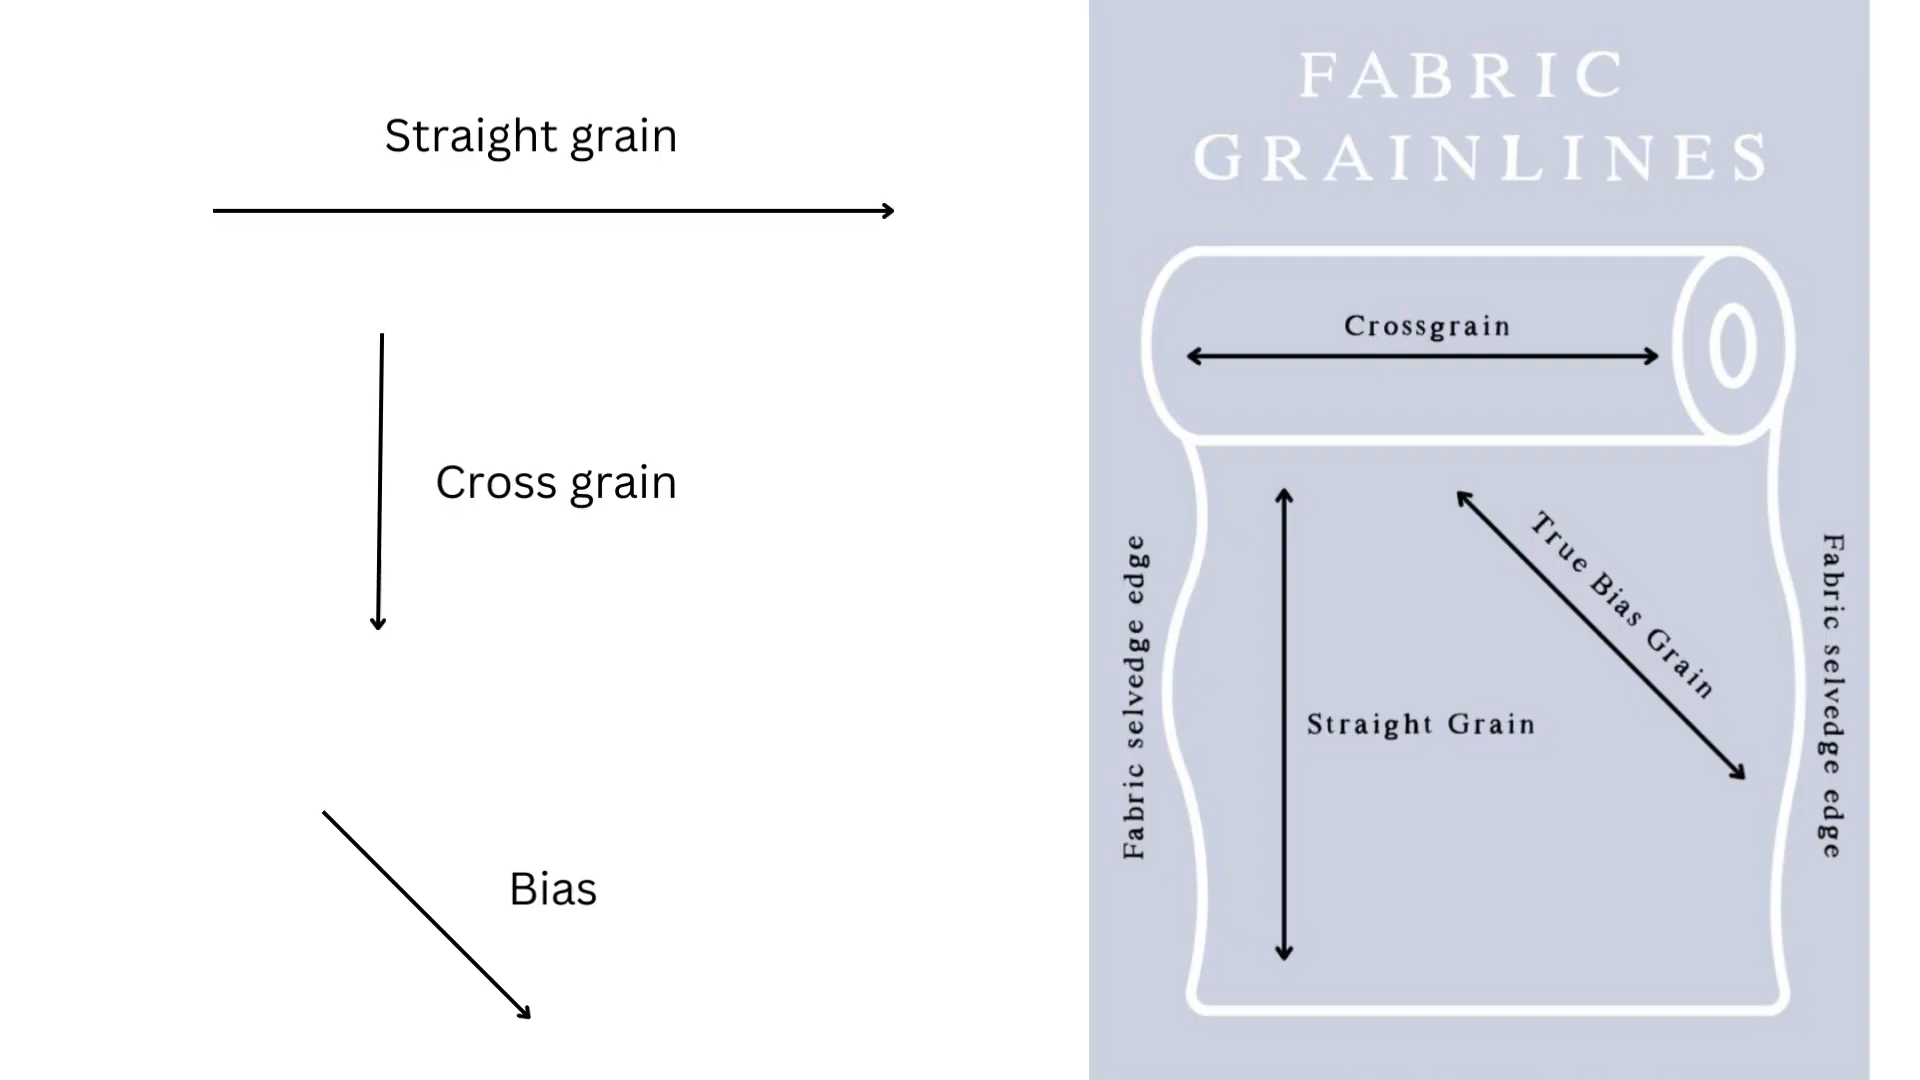 Straight grain
Cross grain
Bias
FABRIC
GRAINLINES
Crossgrain
True Bias Grain
Straight Grain
Fabric selvedge edge
Fabric selvedge edge